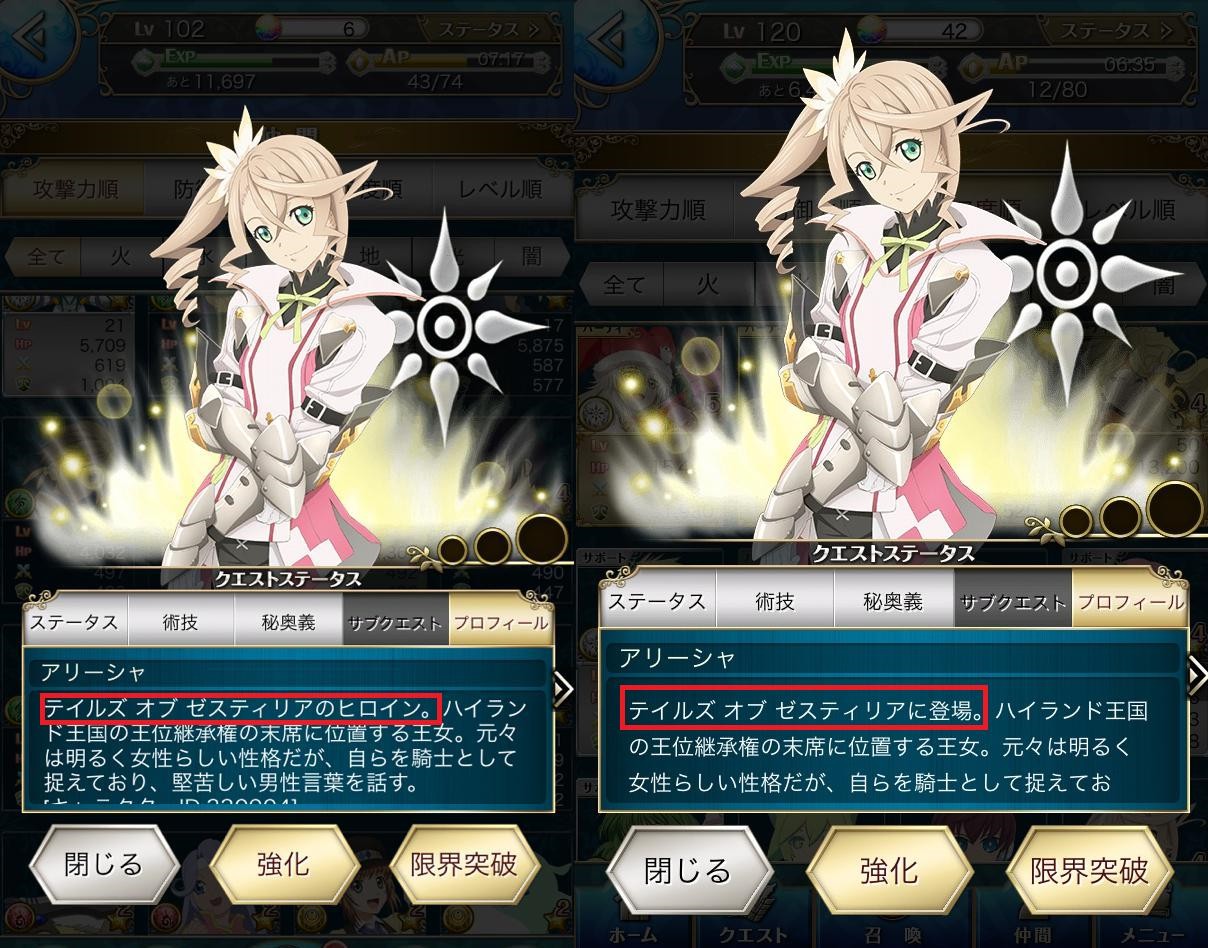 Lv 102
6
ステータス
EXP
あと11,697
AP
07:17
43/74
攻撃力順
レベル順
全て
火
地
闇
Lv
21
HP
5,709
619
5,875
587
577
クエストステータス
ステータス
術技
秘奥義
サブクエスト
プロフィール
アリーシャ
テイルズ オブ ゼスティリアのヒロイン。ハイラン
ド王国の王位継承権の末席に位置する王女。元々
は明るく女性らしい性格だが、自らを騎士として
捉えており、堅苦しい男性言葉を話す。
閉じる
強化
限界突破
Lv 120
42
ステータス
EXP
AP
06:35
12/80
攻撃力順
レベル順
全て
火
闇
クエストステータス
ステータス
術技
秘奥義
サブクエスト
プロフィール
アリーシャ
テイルズ オブ ゼスティリアに登場。ハイランド王国
の王位継承権の末席に位置する王女。元々は明るく
女性らしい性格だが、自らを騎士として捉えてお
閉じる
強化
限界突破
ホーム
クエスト
召喚
仲間
メニュー